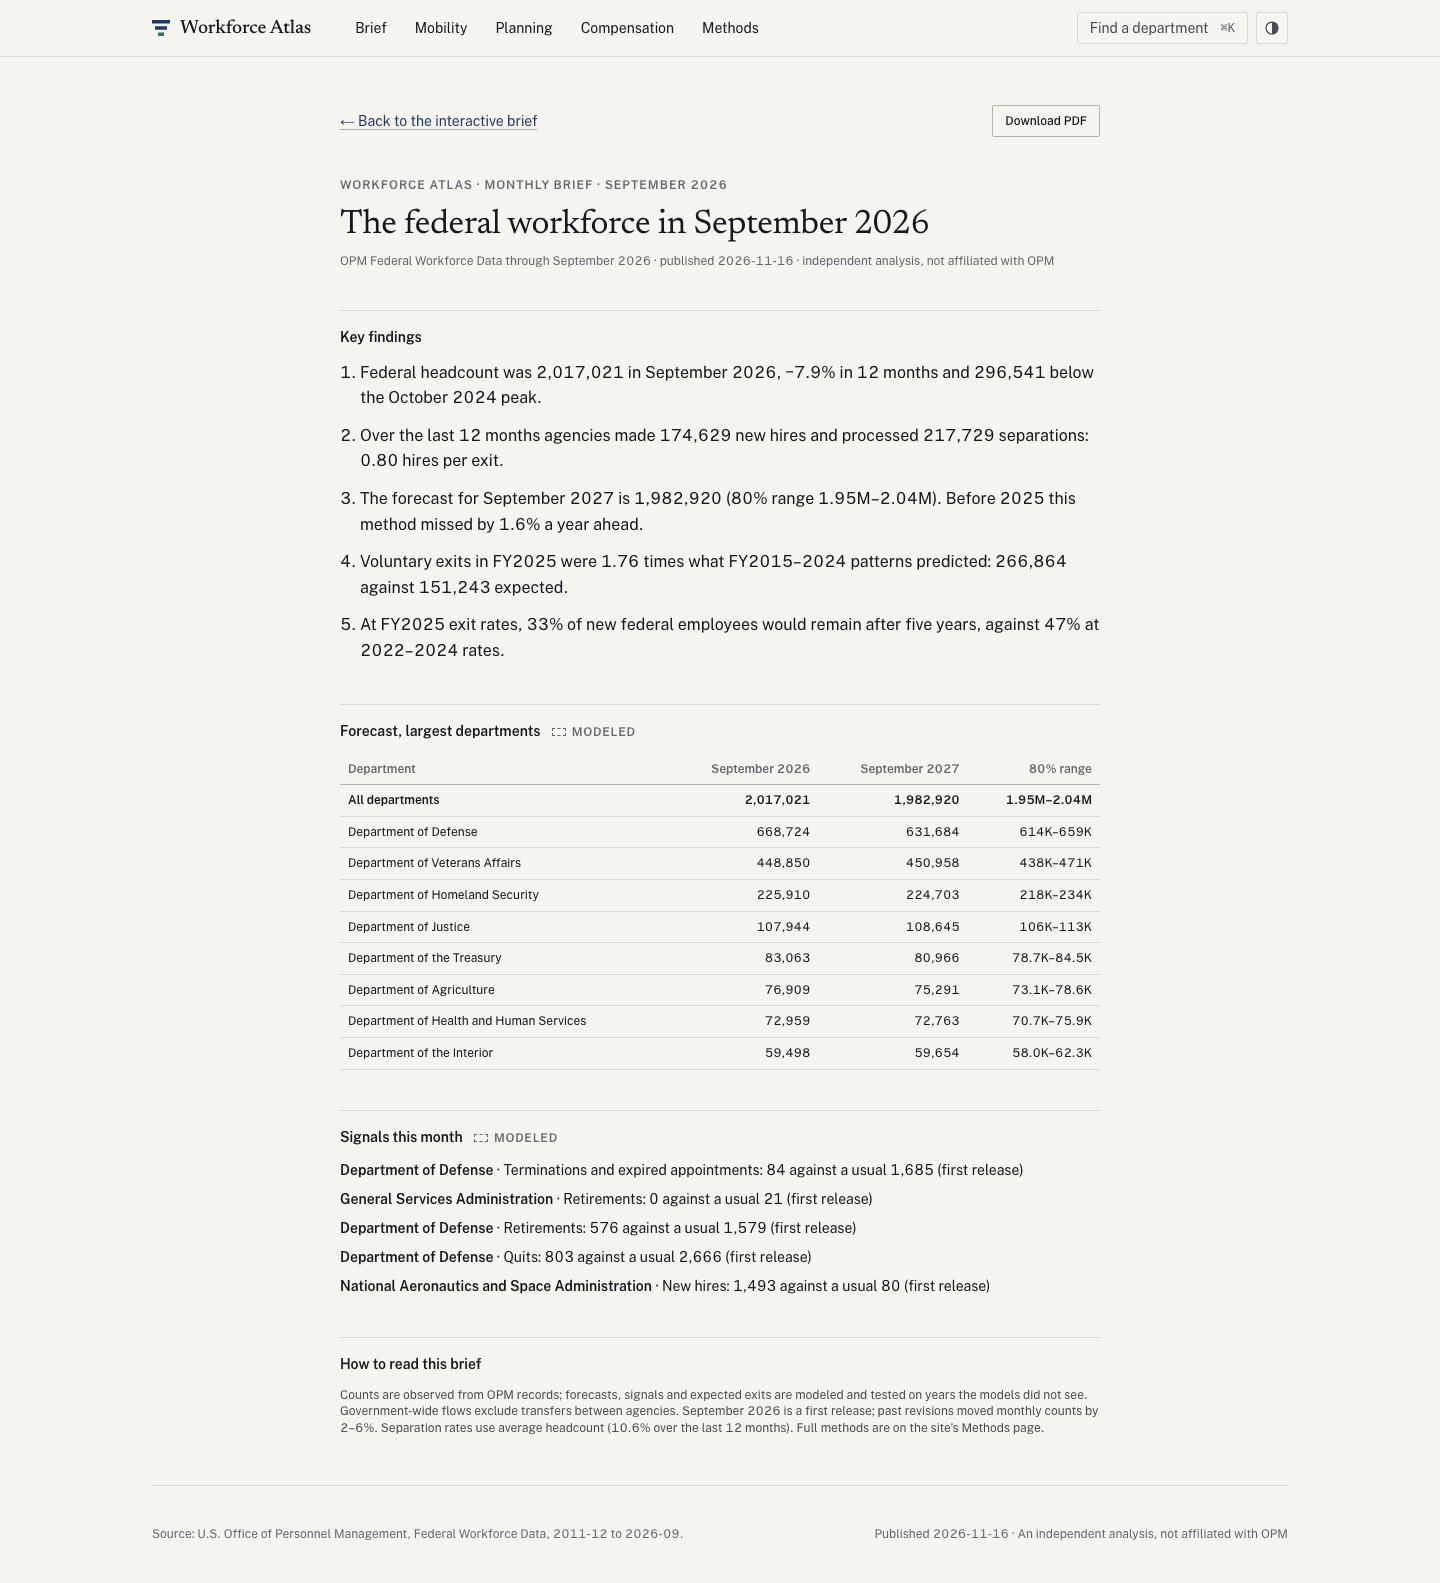 Workforce Atlas Brief Mobility Planning Compensation Methods Find a department ⌘K
← Back to the interactive brief Download PDF
WORKFORCE ATLAS · MONTHLY BRIEF · SEPTEMBER 2026
The federal workforce in September 2026
OPM Federal Workforce Data through September 2026 · published 2026-11-16 · independent analysis, not affiliated with OPM
Key findings
1. Federal headcount was 2,017,021 in September 2026, −7.9% in 12 months and 296,541 below
the October 2024 peak.
2. Over the last 12 months agencies made 174,629 new hires and processed 217,729 separations:
0.80 hires per exit.
3. The forecast for September 2027 is 1,982,920 (80% range 1.95M–2.04M). Before 2025 this
method missed by 1.6% a year ahead.
4. Voluntary exits in FY2025 were 1.76 times what FY2015–2024 patterns predicted: 266,864
against 151,243 expected.
5. At FY2025 exit rates, 33% of new federal employees would remain after five years, against 47% at
2022–2024 rates.
Forecast, largest departments MODELED
Department September 2026 September 2027 80% range
All departments 2,017,021 1,982,920 1.95M–2.04M
Department of Defense 668,724 631,684 614K–659K
Department of Veterans Affairs 448,850 450,958 438K–471K
Department of Homeland Security 225,910 224,703 218K–234K
Department of Justice 107,944 108,645 106K–113K
Department of the Treasury 83,063 80,966 78.7K–84.5K
Department of Agriculture 76,909 75,291 73.1K–78.6K
Department of Health and Human Services 72,959 72,763 70.7K–75.9K
Department of the Interior 59,498 59,654 58.0K–62.3K
Signals this month MODELED
Department of Defense · Terminations and expired appointments: 84 against a usual 1,685 (first release)
General Services Administration · Retirements: 0 against a usual 21 (first release)
Department of Defense · Retirements: 576 against a usual 1,579 (first release)
Department of Defense · Quits: 803 against a usual 2,666 (first release)
National Aeronautics and Space Administration · New hires: 1,493 against a usual 80 (first release)
How to read this brief
Counts are observed from OPM records; forecasts, signals and expected exits are modeled and tested on years the models did not see.
Government-wide flows exclude transfers between agencies. September 2026 is a first release; past revisions moved monthly counts by
2–6%. Separation rates use average headcount (10.6% over the last 12 months). Full methods are on the site's Methods page.
Source: U.S. Office of Personnel Management, Federal Workforce Data, 2011-12 to 2026-09. Published 2026-11-16 · An independent analysis, not affiliated with OPM